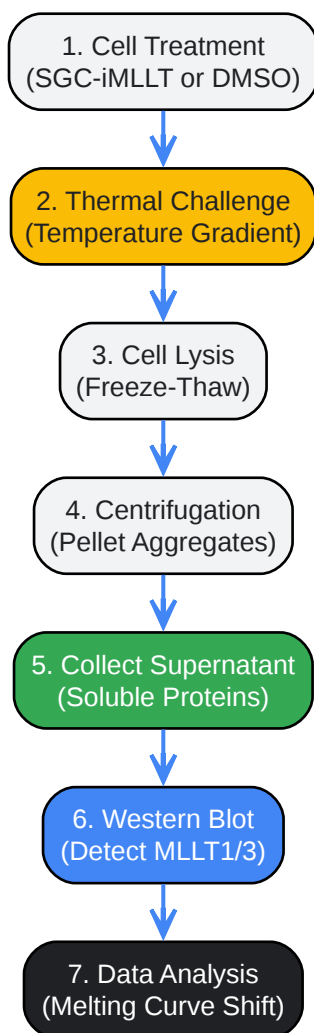 1. Cell Treatment
(SGC-iMLLT or DMSO)
2. Thermal Challenge
(Temperature Gradient)
3. Cell Lysis
(Freeze-Thaw)
4. Centrifugation
(Pellet Aggregates)
5. Collect Supernatant
(Soluble Proteins)
6. Western Blot
(Detect MLLT1/3)
7. Data Analysis
(Melting Curve Shift)